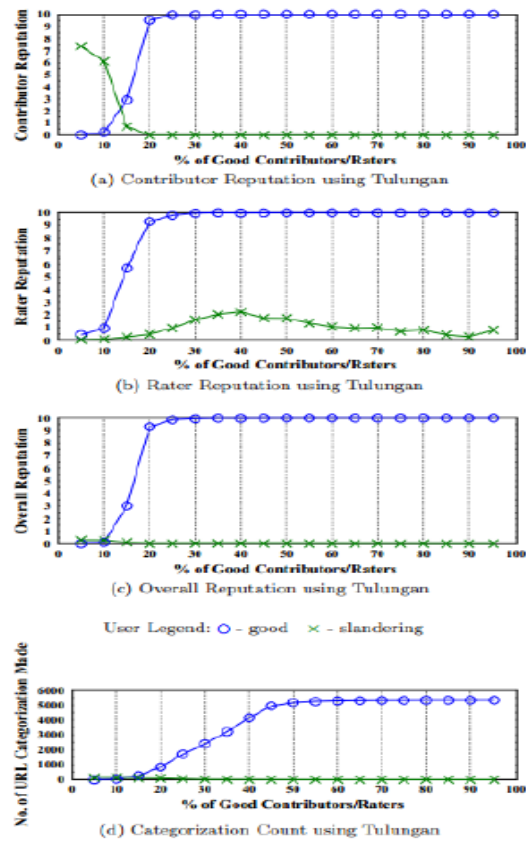 Contributor Reputation
10
9
8
7
6
5
4
3
2
1
0
0 10 20 30 40 50 60 70 80 90 100
% of Good Contributors/Raters
(a) Contributor Reputation using Tulungan
Rater Reputation
10
9
8
7
6
5
4
3
2
1
0
0 10 20 30 40 50 60 70 80 90 100
% of Good Contributors/Raters
(b) Rater Reputation using Tulungan
Overall Reputation
10
9
8
7
6
5
4
3
2
1
0
0 10 20 30 40 50 60 70 80 90 100
% of Good Contributors/Raters
(c) Overall Reputation using Tulungan
User Legend: - good - slandering
No. of URL Categorization Made
6000
5000
4000
3000
2000
1000
0
0 10 20 30 40 50 60 70 80 90 100
% of Good Contributors/Raters
(d) Categorization Count using Tulungan